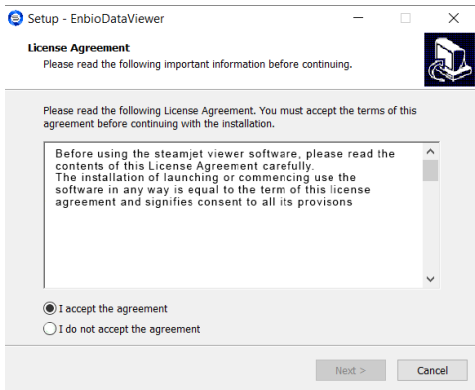 Setup - EnbioDataViewer
License Agreement
Please read the following important information before continuing.
Please read the following License Agreement. You must accept the terms of this
agreement before continuing with the installation.
Before using the steamjet viewer software, please read the
contents of this License Agreement carefully.
The installation of launching or commencing use the
software in any way is equal to the term of this license
agreement and signifies consent to all its provisons
I accept the agreement
I do not accept the agreement
Next >
Cancel